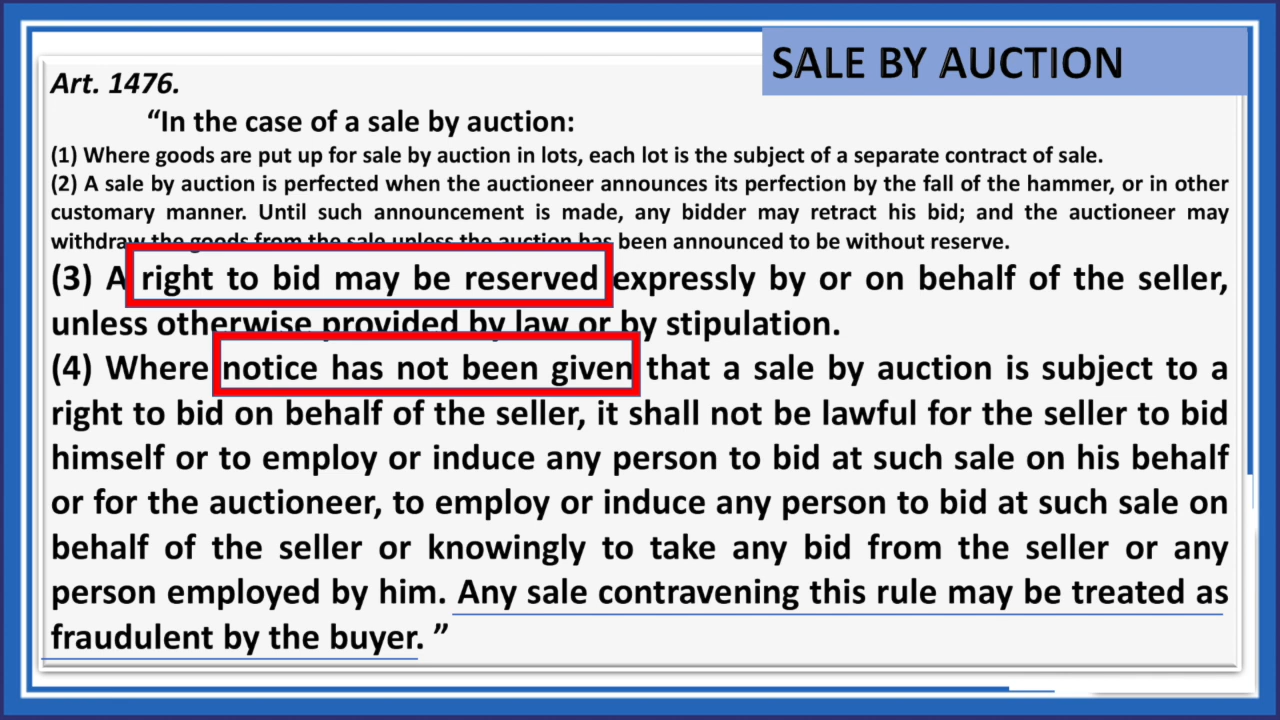 SALE BY AUCTION
Art. 1476.
“In the case of a sale by auction:
(1) Where goods are put up for sale by auction in lots, each lot is the subject of a separate contract of sale.
(2) A sale by auction is perfected when the auctioneer announces its perfection by the fall of the hammer, or in other
customary manner. Until such announcement is made, any bidder may retract his bid; and the auctioneer may
withdraw the goods from the sale unless the auction has been announced to be without reserve.
(3) A right to bid may be reserved expressly by or on behalf of the seller,
unless otherwise provided by law or by stipulation.
(4) Where notice has not been given that a sale by auction is subject to a
right to bid on behalf of the seller, it shall not be lawful for the seller to bid
himself or to employ or induce any person to bid at such sale on his behalf
or for the auctioneer, to employ or induce any person to bid at such sale on
behalf of the seller or knowingly to take any bid from the seller or any
person employed by him. Any sale contravening this rule may be treated as
fraudulent by the buyer. ”